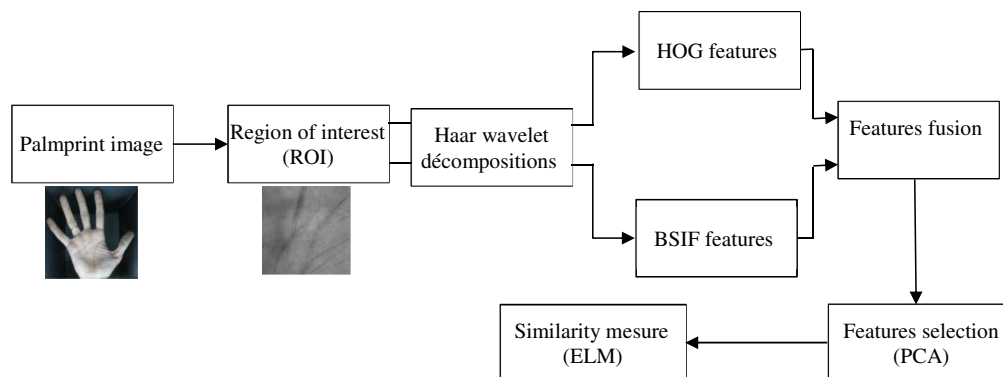 Palmprint image
Region of interest
(ROI)
Haar wavelet
décompositions
HOG features
BSIF features
Features fusion
Features selection
(PCA)
Similarity mesure
(ELM)